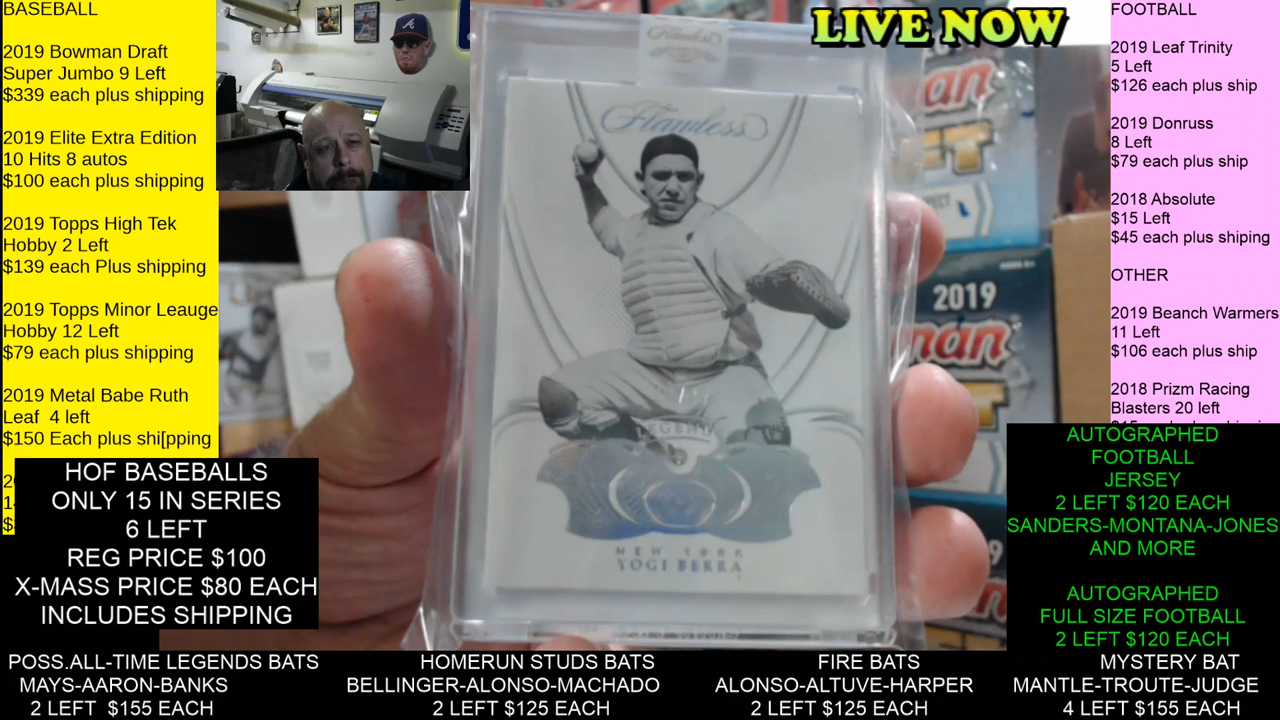 BASEBALL
2019 Bowman Draft
Super Jumbo 9 Left
$339 each plus shipping
2019 Elite Extra Edition
10 Hits 8 autos
$100 each plus shipping
2019 Topps High Tek
Hobby 2 Left
$139 each Plus shipping
2019 Topps Minor Leauge
Hobby 12 Left
$79 each plus shipping
2019 Metal Babe Ruth
Leaf 4 left
$150 Each plus shi[pping
HOF BASEBALLS
ONLY 15 IN SERIES
6 LEFT
REG PRICE $100
X-MASS PRICE $80 EACH
INCLUDES SHIPPING
LIVE NOW
Flawless
LEGEND
NEW YORK
YOGI BERRA
2019
FOOTBALL
2019 Leaf Trinity
5 Left
$126 each plus ship
2019 Donruss
8 Left
$79 each plus ship
2018 Absolute
$15 Left
$45 each plus shiping
OTHER
2019 Beanch Warmers
11 Left
$106 each plus ship
2018 Prizm Racing
Blasters 20 left
AUTOGRAPHED
FOOTBALL
JERSEY
2 LEFT $120 EACH
SANDERS-MONTANA-JONES
AND MORE
AUTOGRAPHED
FULL SIZE FOOTBALL
2 LEFT $120 EACH
POSS.ALL-TIME LEGENDS BATS
MAYS-AARON-BANKS
2 LEFT $155 EACH
HOMERUN STUDS BATS
BELLINGER-ALONSO-MACHADO
2 LEFT $125 EACH
FIRE BATS
ALONSO-ALTUVE-HARPER
2 LEFT $125 EACH
MYSTERY BAT
MANTLE-TROUTE-JUDGE
4 LEFT $155 EACH